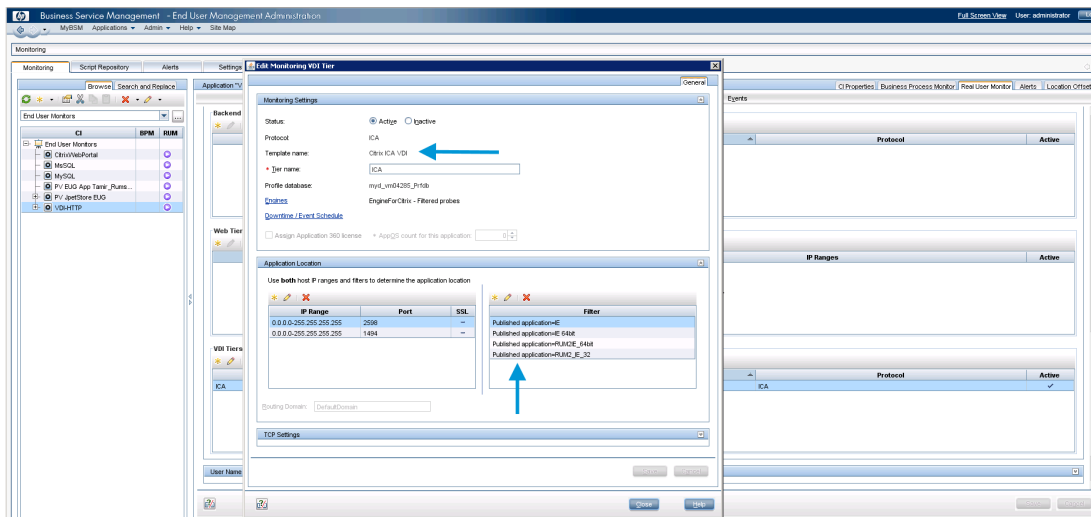 Business Service Management - End User Management Administration
Full Screen View User: administrator
MyBSM Applications Admin Help Site Map
Monitoring
Monitoring Script Repository Alerts Settings
Edit Monitoring VDI Tier
General
Browse Search and Replace
Application "V
CI Properties Business Process Monitor Real User Monitor Alerts Location Offset
Events
End User Monitors
CI BPM RUM
End User Monitors
CitrixWebPortal
MsSQL
MySQL
PV EUG App Tamir_Rums...
PV JpetStore EUG
VDI-HTTP
Backend
Protocol Active
Web Tier
IP Ranges Active
VDI Tiers
Protocol Active
ICA
ICA
User Name
Monitoring Settings
Status: Active Inactive
Protocol: ICA
Template name: Citrix ICA VDI
* Tier name: ICA
Profile database: myd_vm04285_Prfdb
Engines EngineForCitrix - Filtered probes
Downtime / Event Schedule
Assign Application 360 license * AppOS count for this application: 0
Application Location
Use both host IP ranges and filters to determine the application location
IP Range Port SSL
0.0.0.0-255.255.255.255 2598 –
0.0.0.0-255.255.255.255 1494 –
Filter
Published application=IE
Published application=IE 64bit
Published application=RUM2IE_64bit
Published application=RUM2_IE_32
Routing Domain: DefaultDomain
TCP Settings
Save Cancel
Close Help